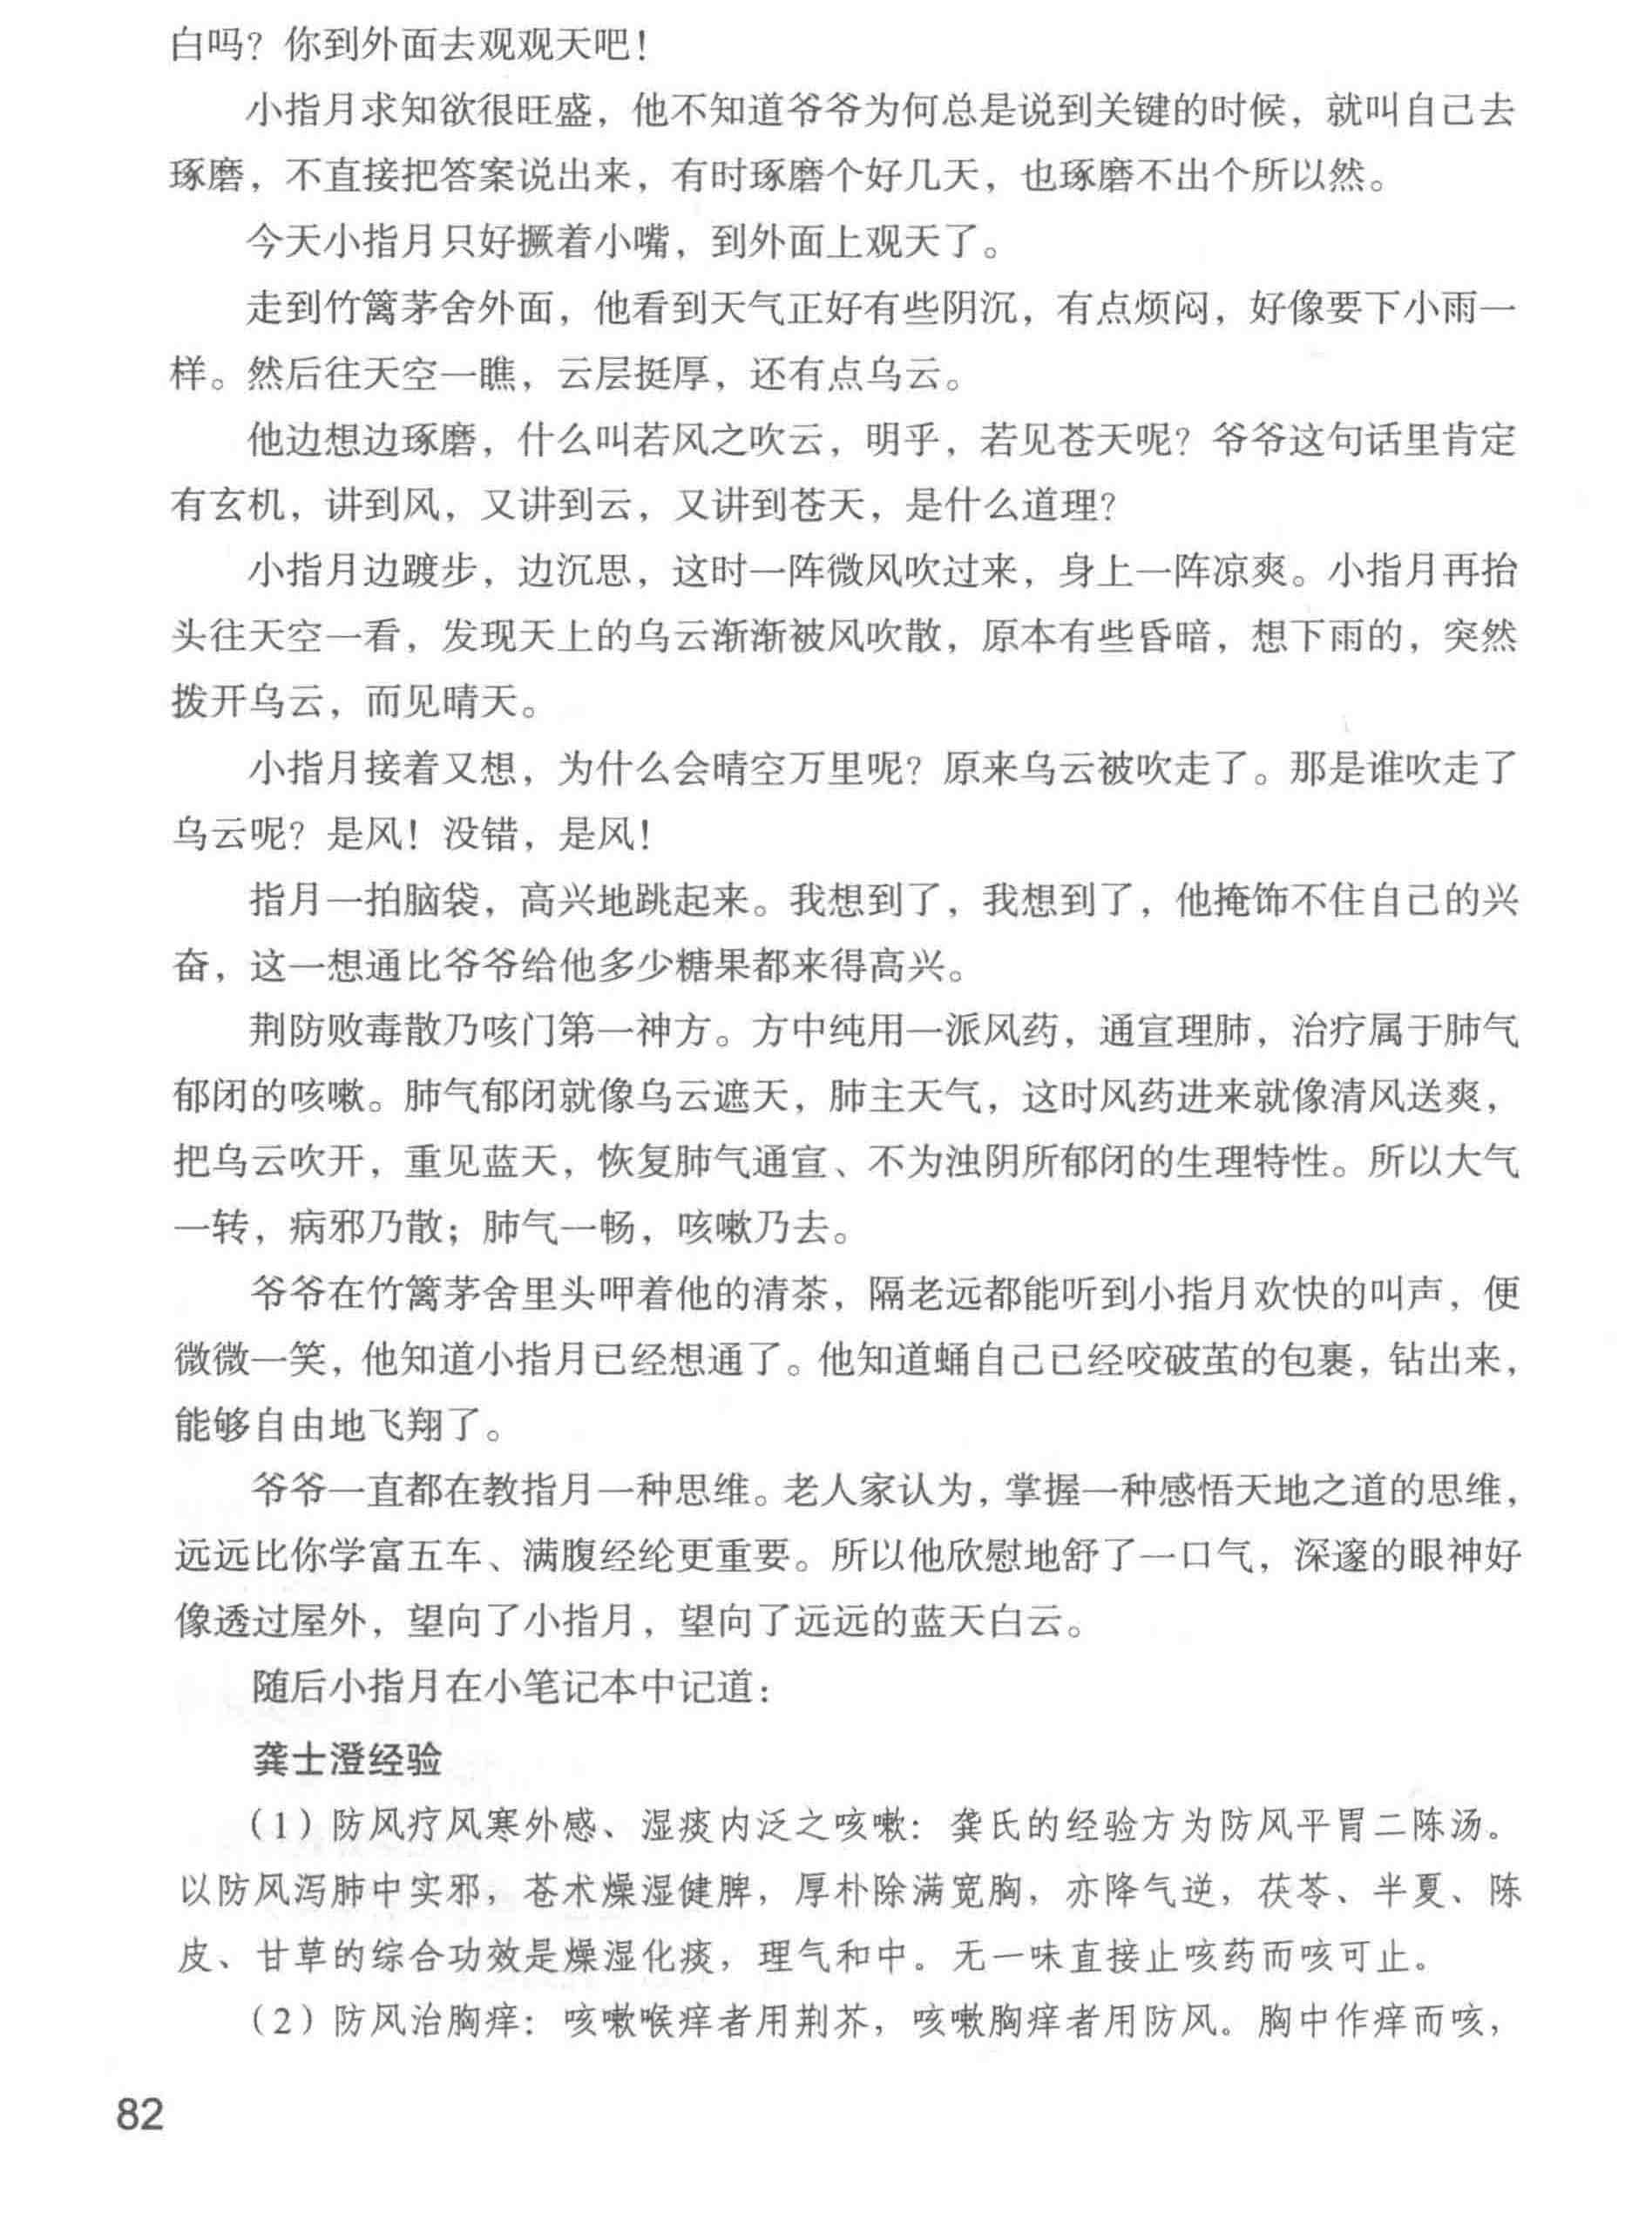 白吗？你到外面去观观天吧！
小指月求知欲很旺盛，他不知道爷爷为何总是说到关键的时候，就叫自己去
琢磨，不直接把答案说出来，有时琢磨个好几天，也琢磨不出个所以然。
今天小指月只好撅着小嘴，到外面上观天了。
走到竹篱茅舍外面，他看到天气正好有些阴沉，有点烦闷，好像要下小雨一
样。然后往天空一瞧，云层挺厚，还有点乌云。
他边想边琢磨，什么叫若风之吹云，明乎，若见苍天呢？爷爷这句话里肯定
有玄机，讲到风，又讲到云，又讲到苍天，是什么道理？
小指月边踱步，边沉思，这时一阵微风吹过来，身上一阵凉爽。小指月再抬
头往天空一看，发现天上的乌云渐渐被风吹散，原本有些昏暗，想下雨的，突然
拨开乌云，而见晴天。
小指月接着又想，为什么会晴空万里呢？原来乌云被吹走了。那是谁吹走了
乌云呢？是风！没错，是风！
指月一拍脑袋，高兴地跳起来。我想到了，我想到了，他掩饰不住自己的兴
奋，这一想通比爷爷给他多少糖果都来得高兴。
荆防败毒散乃咳门第一神方。方中纯用一派风药，通宣理肺，治疗属于肺气
郁闭的咳嗽。肺气郁闭就像乌云遮天，肺主天气，这时风药进来就像清风送爽，
把乌云吹开，重见蓝天，恢复肺气通宣、不为浊阴所郁闭的生理特性。所以大气
一转，病邪乃散；肺气一畅，咳嗽乃去。
爷爷在竹篱茅舍里头呷着他的清茶，隔老远都能听到小指月欢快的叫声，便
微微一笑，他知道小指月已经想通了。他知道蛹自己已经咬破茧的包裹，钻出来，
能够自由地飞翔了。
爷爷一直都在教指月一种思维。老人家认为，掌握一种感悟天地之道的思维，
远远比你学富五车、满腹经纶更重要。所以他欣慰地舒了一口气，深邃的眼神好
像透过屋外，望向了小指月，望向了远远的蓝天白云。
随后小指月在小笔记本中记道：
龚士澄经验
（1）防风疗风寒外感、湿痰内泛之咳嗽：龚氏的经验方为防风平胃二陈汤。
以防风泻肺中实邪，苍术燥湿健脾，厚朴除满宽胸，亦降气逆，茯苓、半夏、陈
皮、甘草的综合功效是燥湿化痰，理气和中。无一味直接止咳药而咳可止。
（2）防风治胸痒：咳嗽喉痒者用荆芥，咳嗽胸痒者用防风。胸中作痒而咳，
82